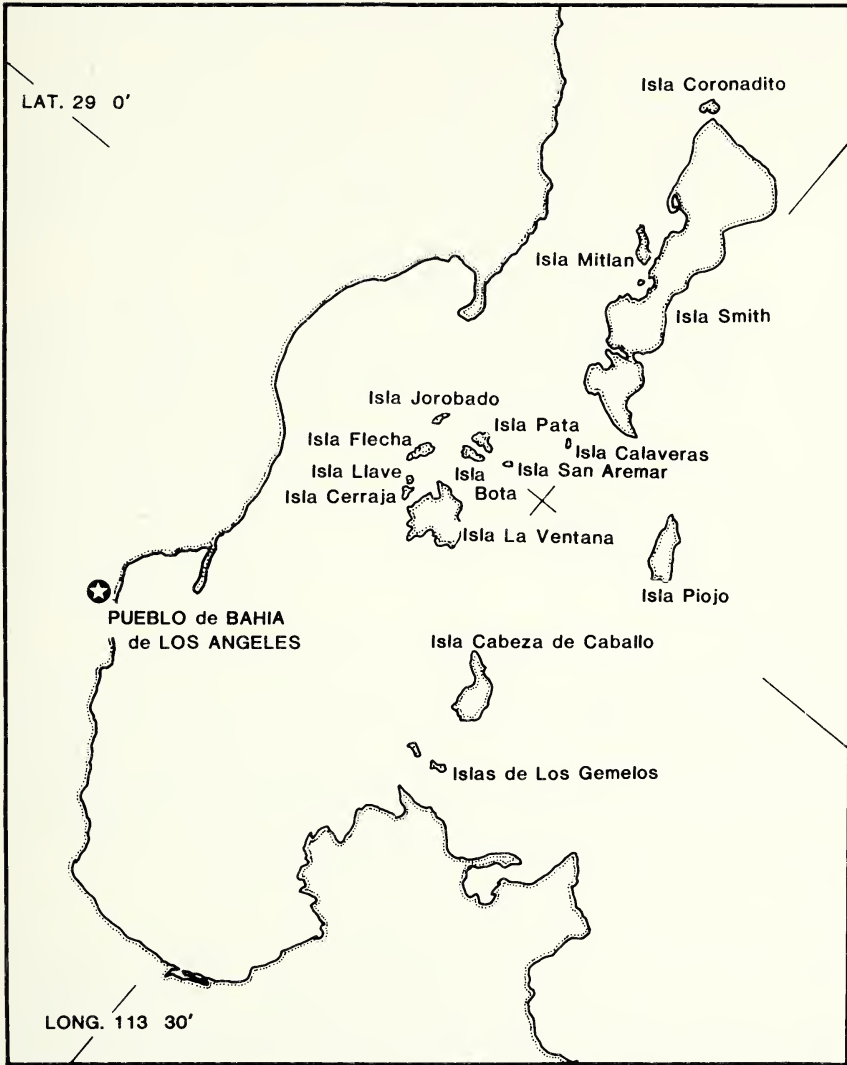 Isla Coronadito
LAT. 29 0'
Isla Mitlan
Isla Smith
Isla Jorobado
Isla Pata
Isla Flecha
Isla Calaveras
Isla Llave
Isla
Isla San Aremar
Isla Cerraja
Bota
Isla La Ventana
Isla Piojo
PUEBLO de BAHIA
de LOS ANGELES
Isla Cabeza de Caballo
Islas de Los Gemelos
LONG. 113 30'